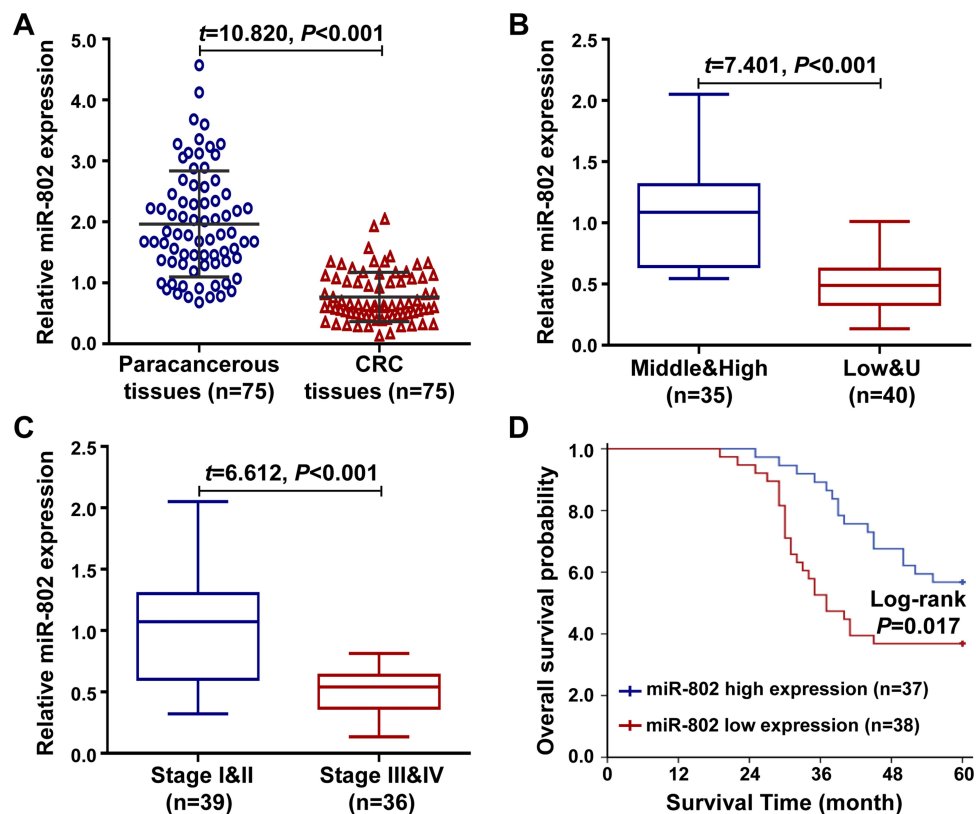 A
Relative miR-802 expression
5.0
4.0
3.0
2.0
1.0
0.0
t=10.820, P<0.001
Paracancerous
tissues (n=75)
CRC
tissues (n=75)
B
Relative miR-802 expression
2.5
2.0
1.5
1.0
0.5
0.0
t=7.401, P<0.001
Middle&High
(n=35)
Low&U
(n=40)
C
Relative miR-802 expression
2.5
2.0
1.5
1.0
0.5
0.0
t=6.612, P<0.001
Stage I&II
(n=39)
Stage III&IV
(n=36)
D
Overall survival probability
1.0
8.0
6.0
4.0
2.0
0.0
Log-rank
P=0.017
miR-802 high expression (n=37)
miR-802 low expression (n=38)
0 12 24 36 48 60
Survival Time (month)